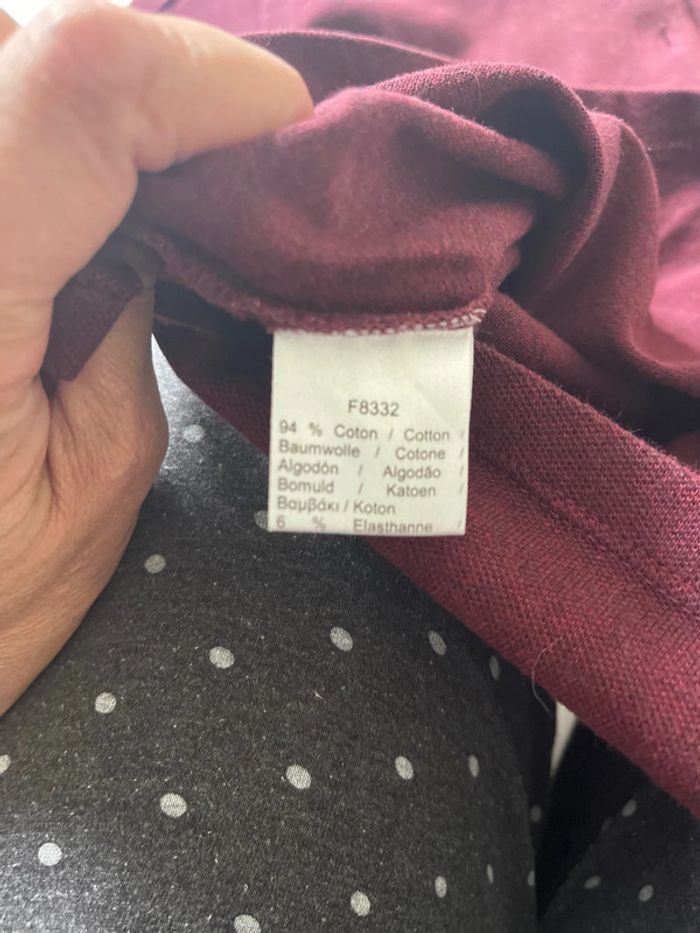 F8332
94 % Coton / Cotton /
Baumwolle / Cotone /
Algodón / Algodão /
Bomuld / Katoen /
Βαμβάκι / Koton
6 % Elasthanne /